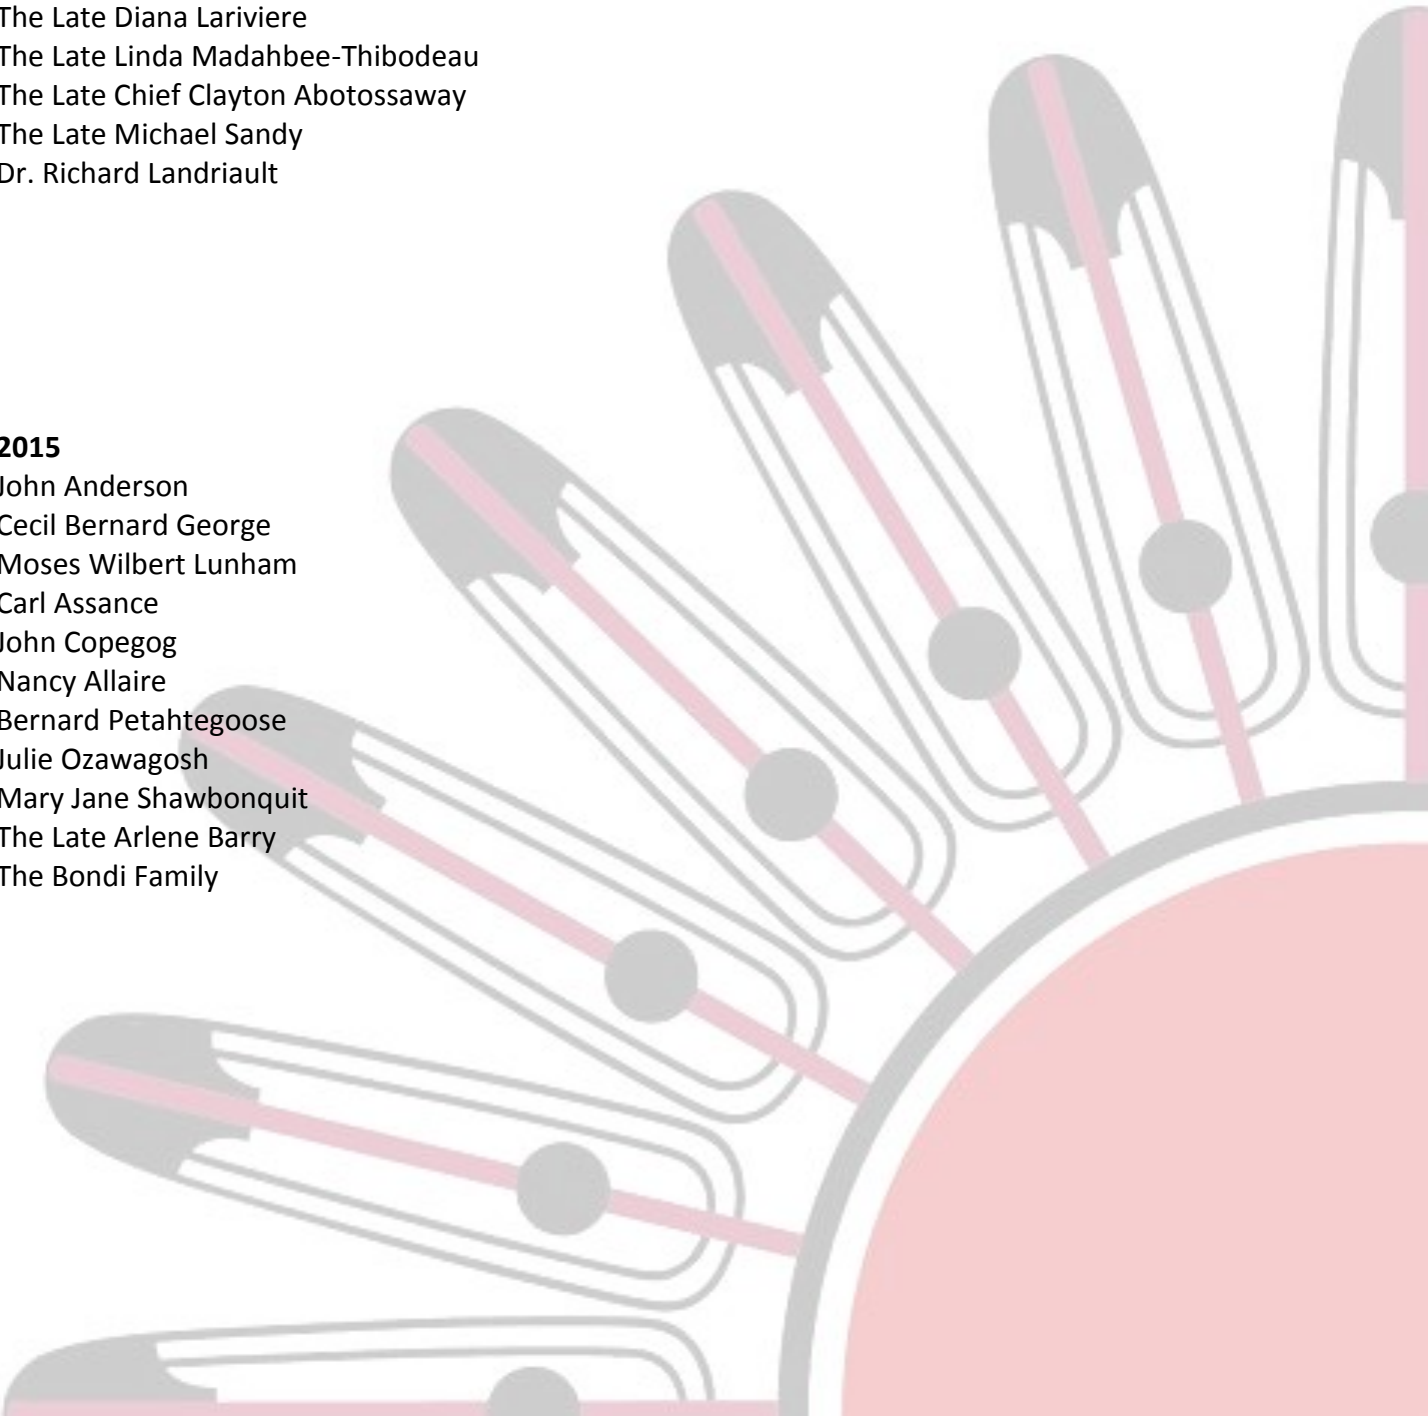 The Late Diana Lariviere
The Late Linda Madahbee-Thibodeau
The Late Chief Clayton Abotossaway
The Late Michael Sandy
Dr. Richard Landriault
2015
John Anderson
Cecil Bernard George
Moses Wilbert Lunham
Carl Assance
John Copegog
Nancy Allaire
Bernard Petahtegoose
Julie Ozawagosh
Mary Jane Shawbonquit
The Late Arlene Barry
The Bondi Family